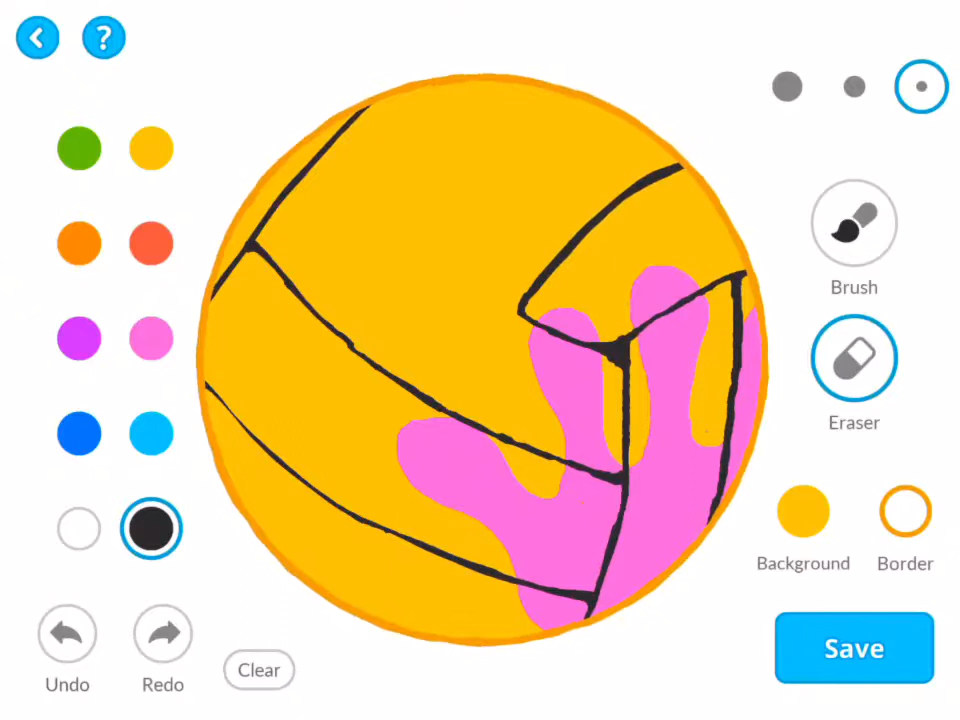 ?
Brush
Eraser
Background
Border
Save
Undo
Redo
Clear